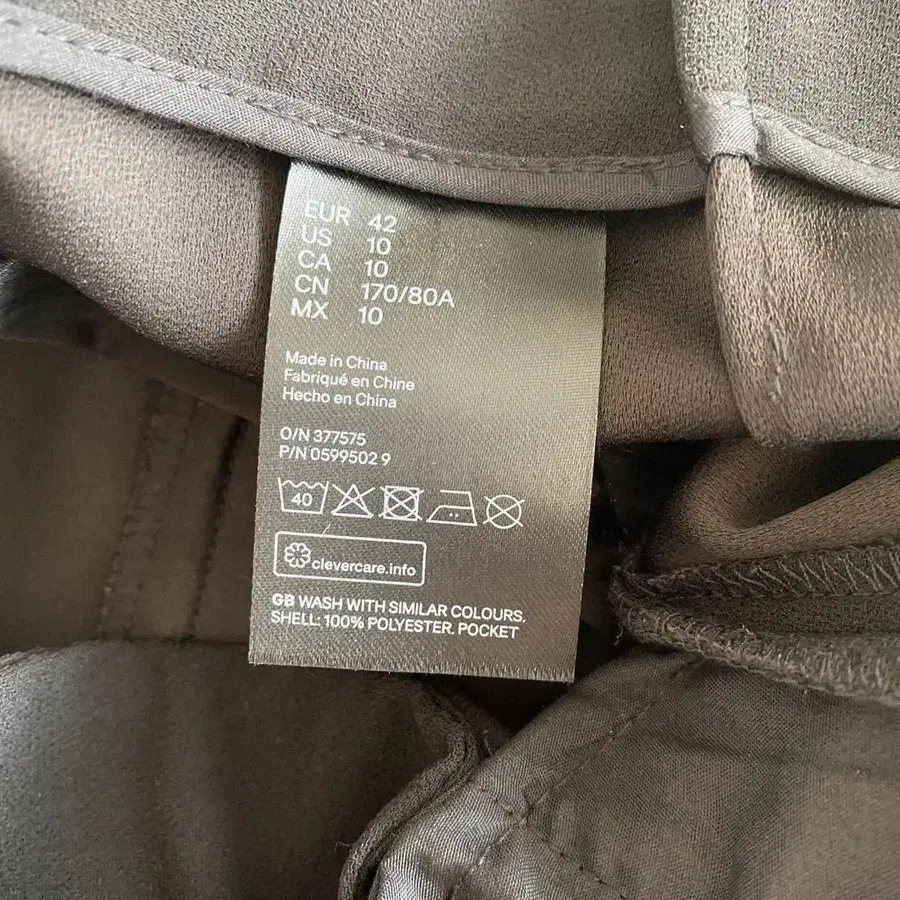 EUR 42
US 10
CA 10
CN 170/80A
MX 10
Made in China
Fabriqué en Chine
Hecho en China
O/N 377575
P/N 0599502 9
40
clevercare.info
GB WASH WITH SIMILAR COLOURS.
SHELL: 100% POLYESTER. POCKET